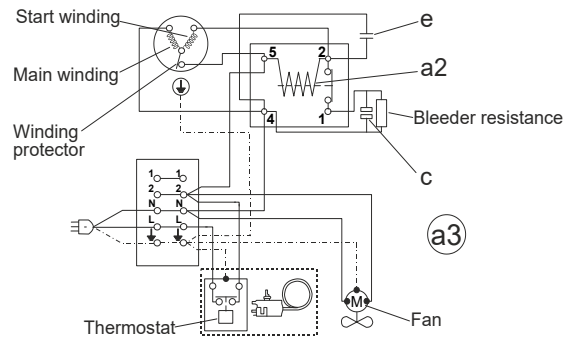 Start winding
e
5 2
a2
Main winding
Bleeder resistance
4 1
Winding
protector
c
1 1
2 2
N N
L L
a3
M
Fan
Thermostat